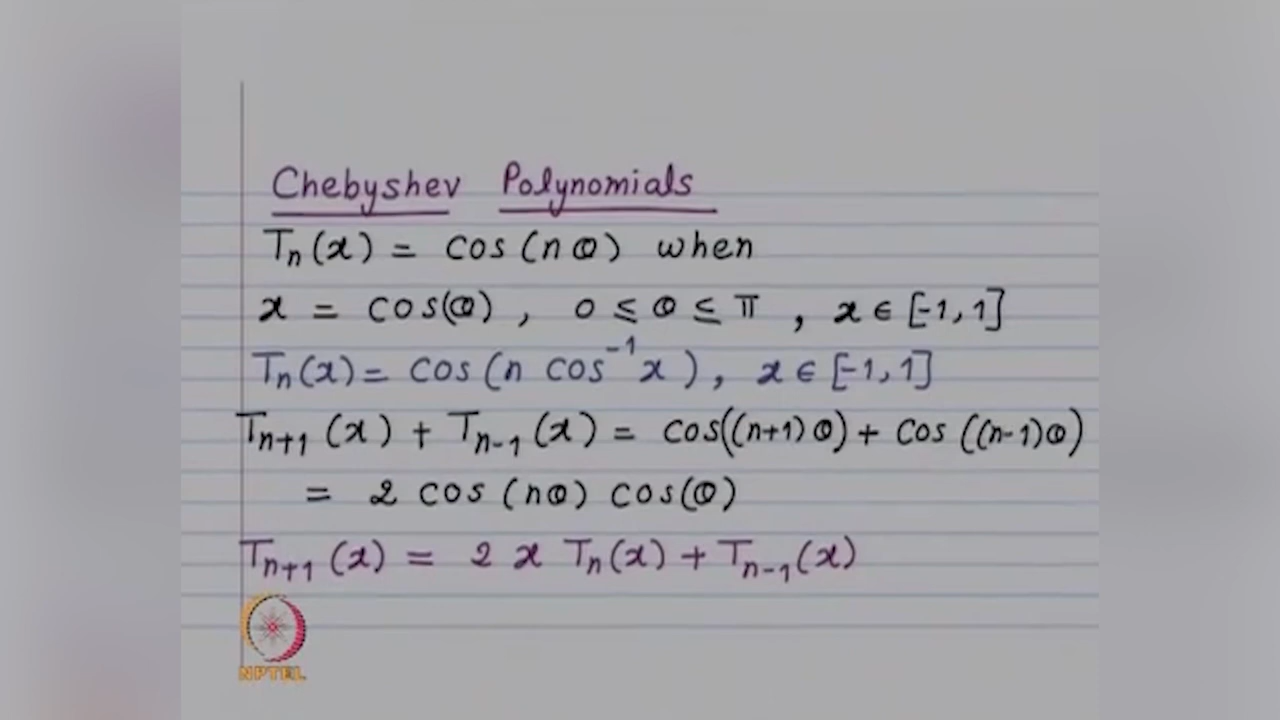 Chebyshev Polynomials
Tₙ(x) = cos(nθ) when
x = cos(θ), 0 ≤ θ ≤ π, x ∈ [-1,1]
Tₙ(x) = cos(n cos⁻¹x), x ∈ [-1,1]
Tₙ₊₁(x) + Tₙ₋₁(x) = cos((n+1)θ) + cos((n-1)θ)
= 2 cos(nθ) cos(θ)
Tₙ₊₁(x) = 2 x Tₙ(x) + Tₙ₋₁(x)
NPTEL